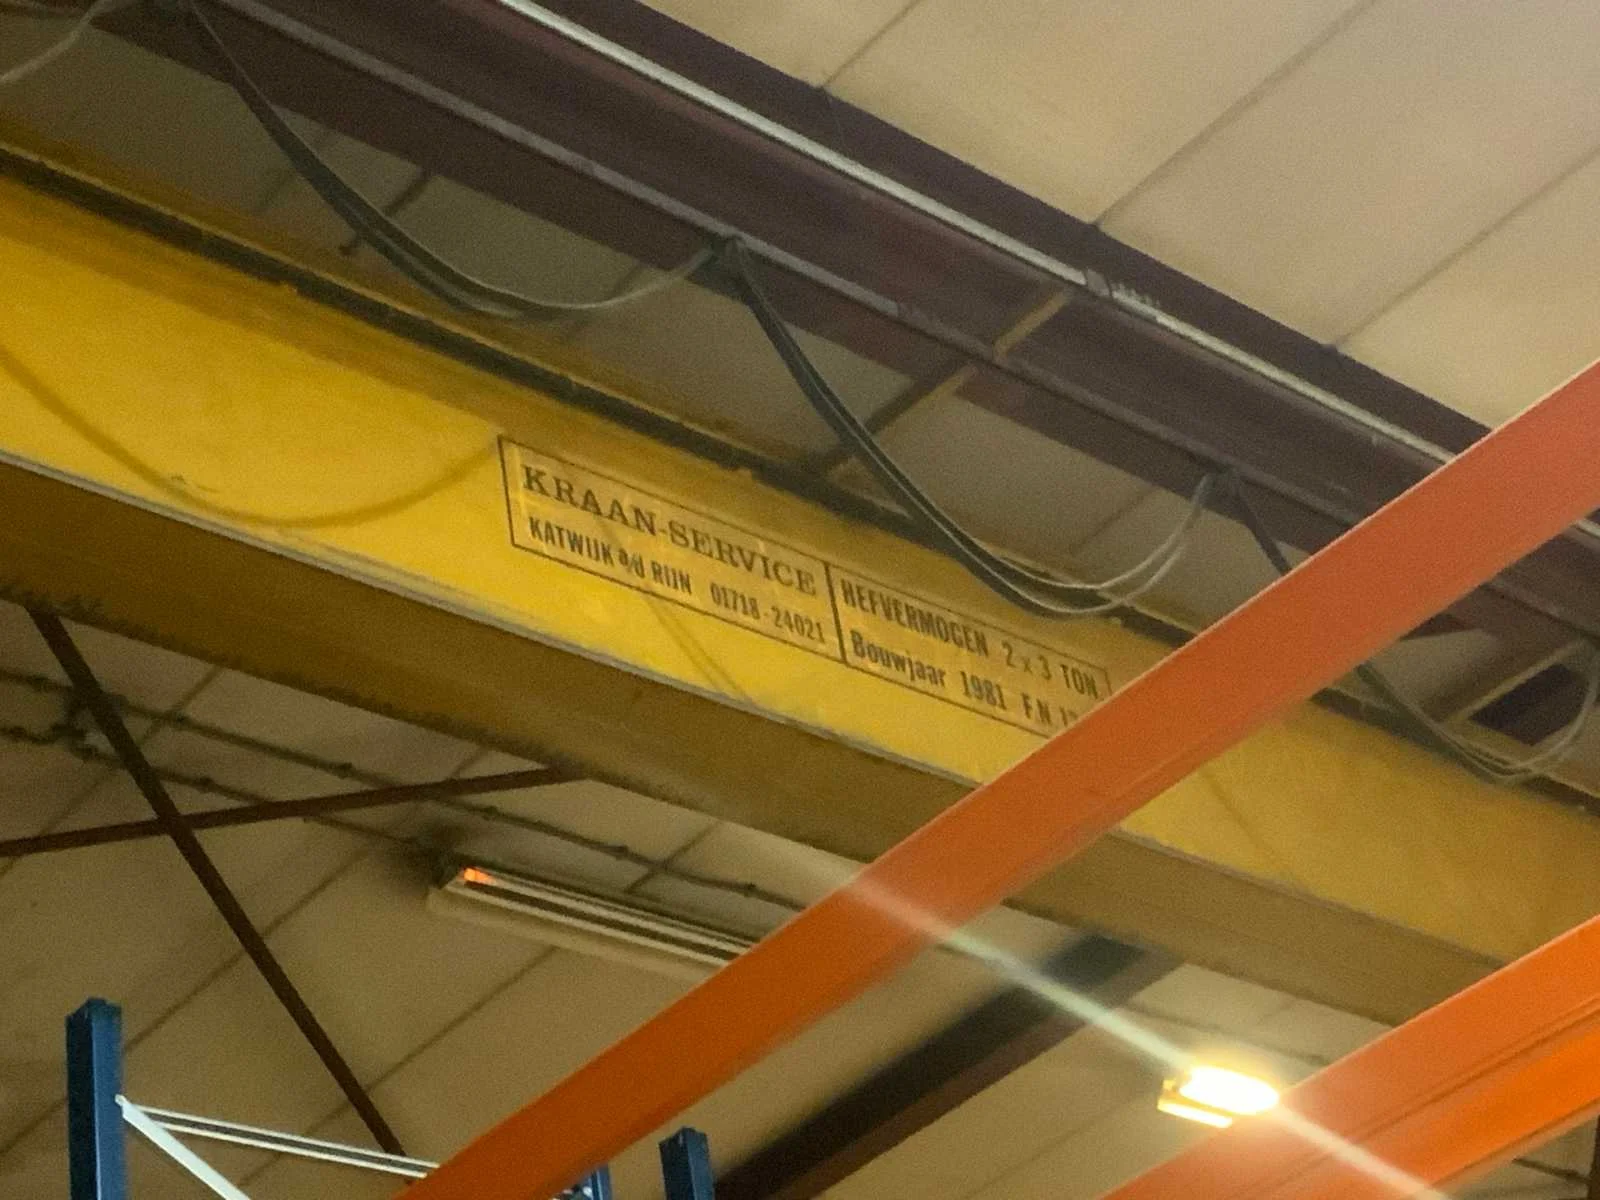 KRAAN-SERVICE
KATWIJK a/d RIJN 01718-24021
HEFVERMOGEN 2 x 3 TON.
Bouwjaar 1981 F.N